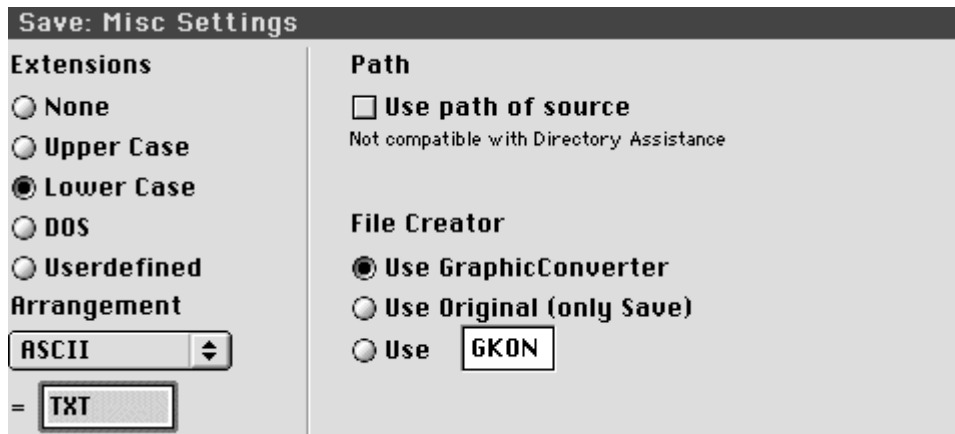 Save: Misc Settings
Extensions
None
Upper Case
Lower Case
DOS
Userdefined
Arrangement
ASCII
= TXT
Path
Use path of source
Not compatible with Directory Assistance
File Creator
Use GraphicConverter
Use Original (only Save)
Use GKON